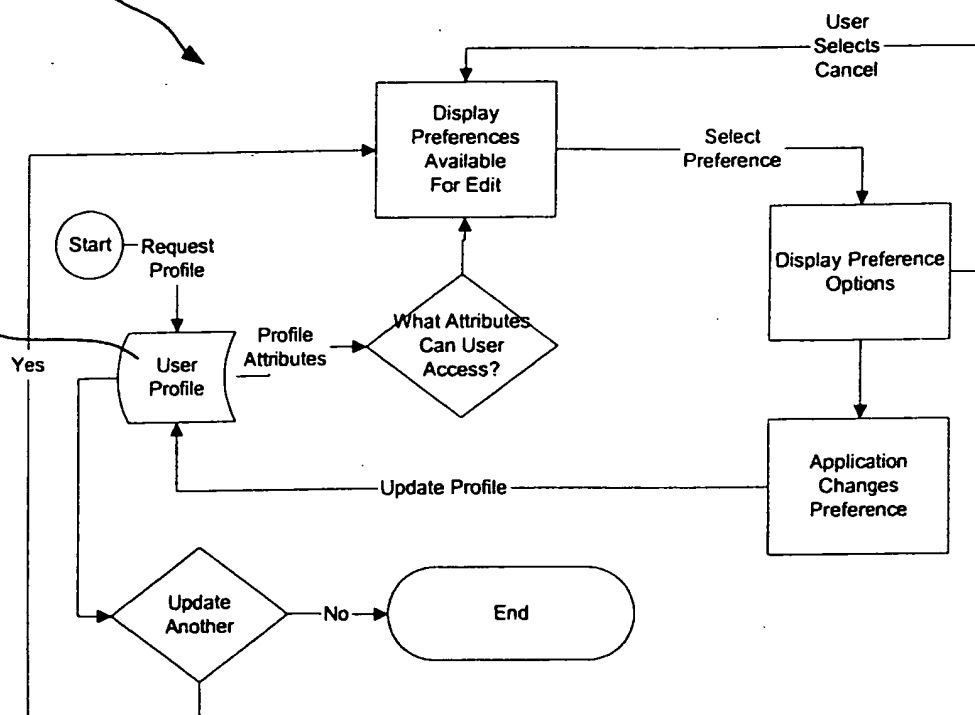 User
Selects
Cancel
Display
Preferences
Available
For Edit
Select
Preference
Start
Request
Profile
Display Preference
Options
What Attributes
Can User
Access?
Profile
Attributes
Yes
User
Profile
Application
Changes
Preference
Update Profile
Update
Another
No
End